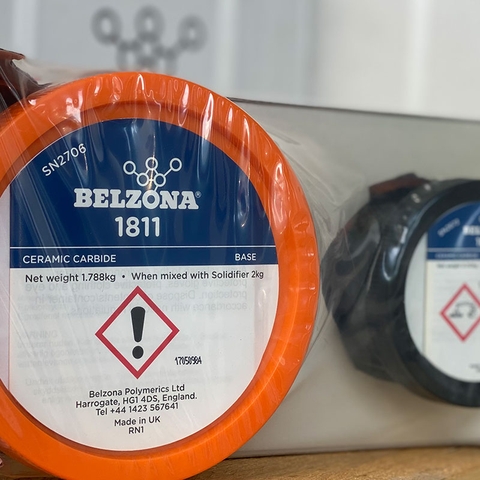 SN2706
BELZONA®
1811
CERAMIC CARBIDE BASE
Net weight 1.788kg • When mixed with Solidifier 2kg
17050904
Belzona Polymerics Ltd
Harrogate, HG1 4DS, England.
Tel +44 1423 567641
Made in UK
RN1